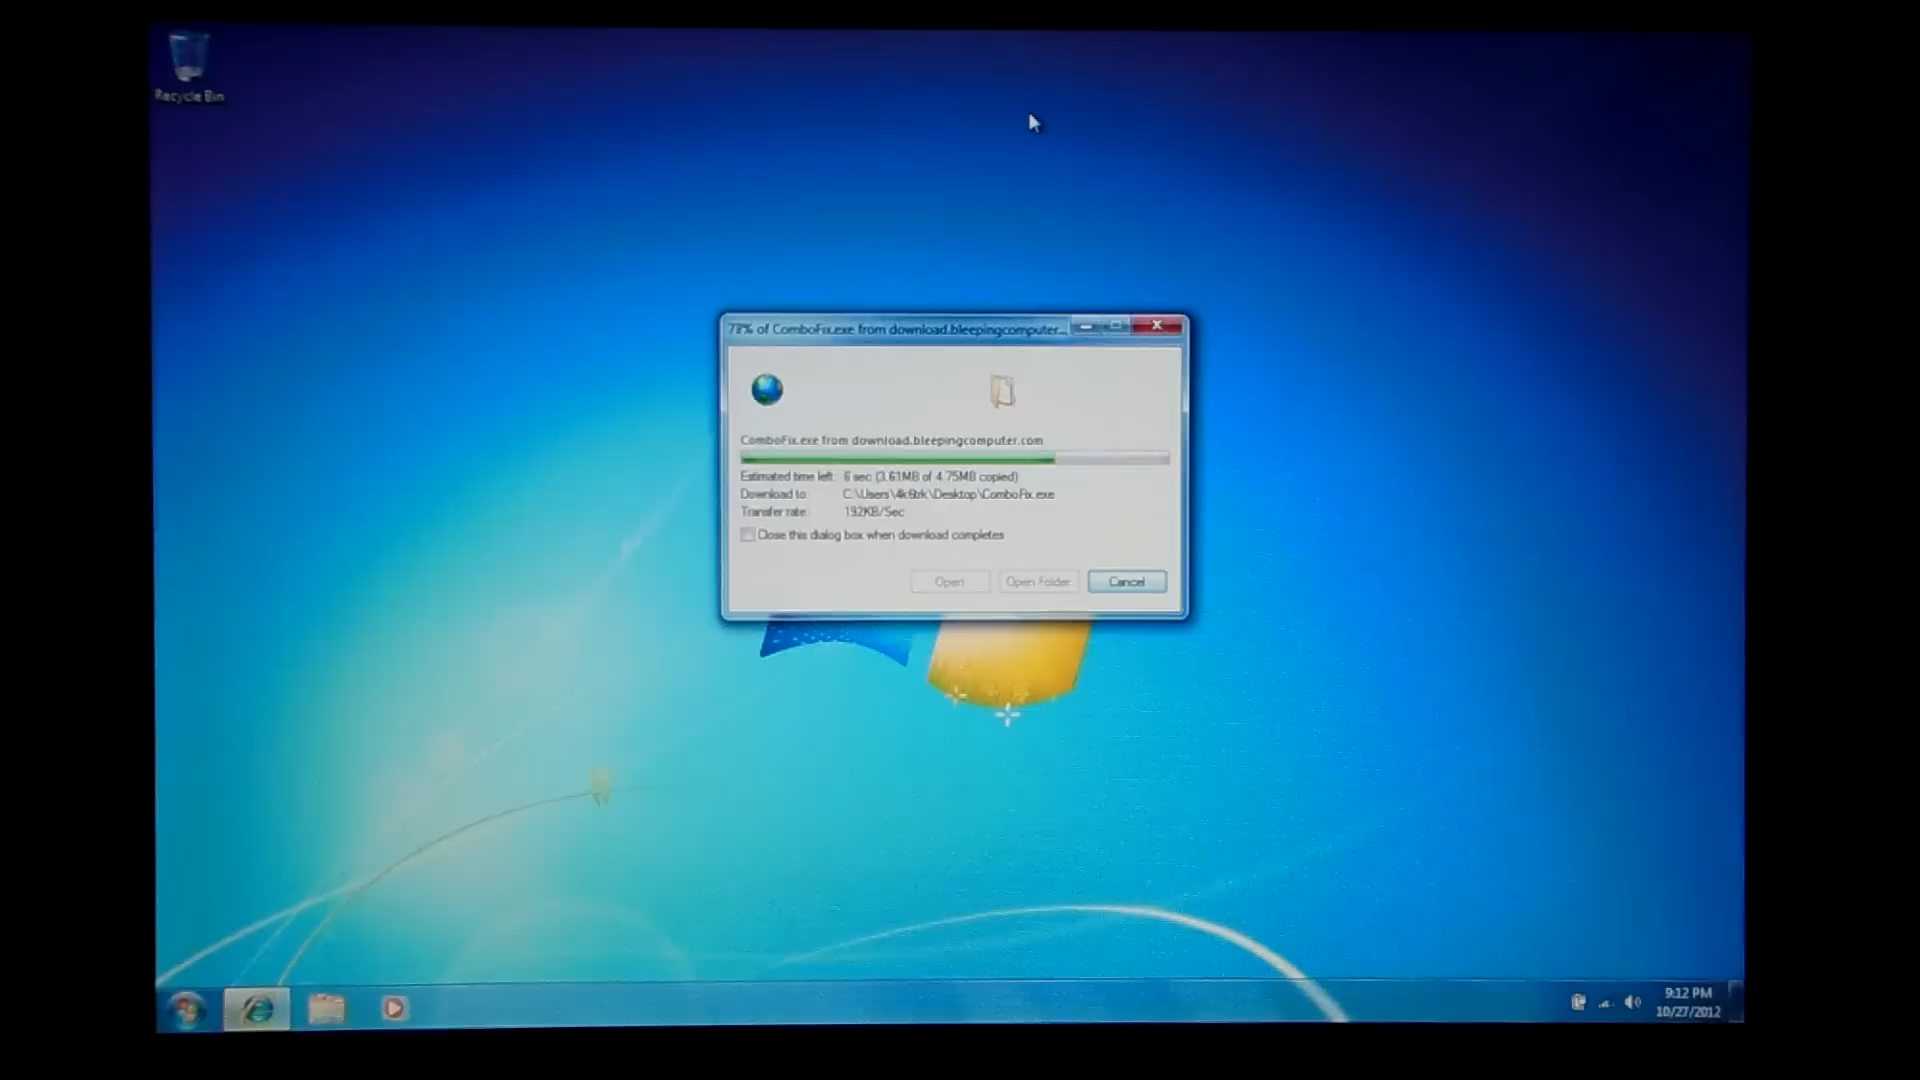 Recycle Bin
77% of ComboFix.exe from download.bleepingcomputer...
ComboFix.exe from download.bleepingcomputer.com
Estimated time left: 6 sec (3.61MB of 4.75MB copied)
Download to: C:\Users\4k6trk\Desktop\ComboFix.exe
Transfer rate: 192KB/Sec
Close this dialog box when download completes
Open
Open Folder
Cancel
9:12 PM
10/27/2012